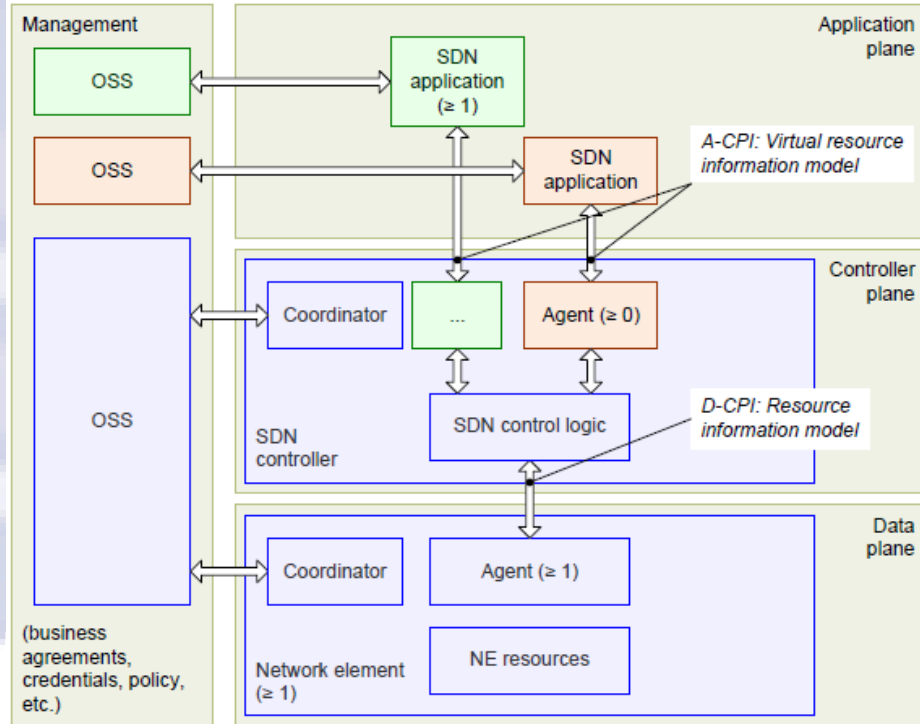 Management
OSS
OSS
OSS
(business
agreements,
credentials, policy,
etc.)
Application
plane
SDN
application
(≥ 1)
SDN
application
A-CPI: Virtual resource
information model
Controller
plane
Coordinator
...
Agent (≥ 0)
SDN control logic
SDN
controller
D-CPI: Resource
information model
Data
plane
Coordinator
Agent (≥ 1)
NE resources
Network element
(≥ 1)